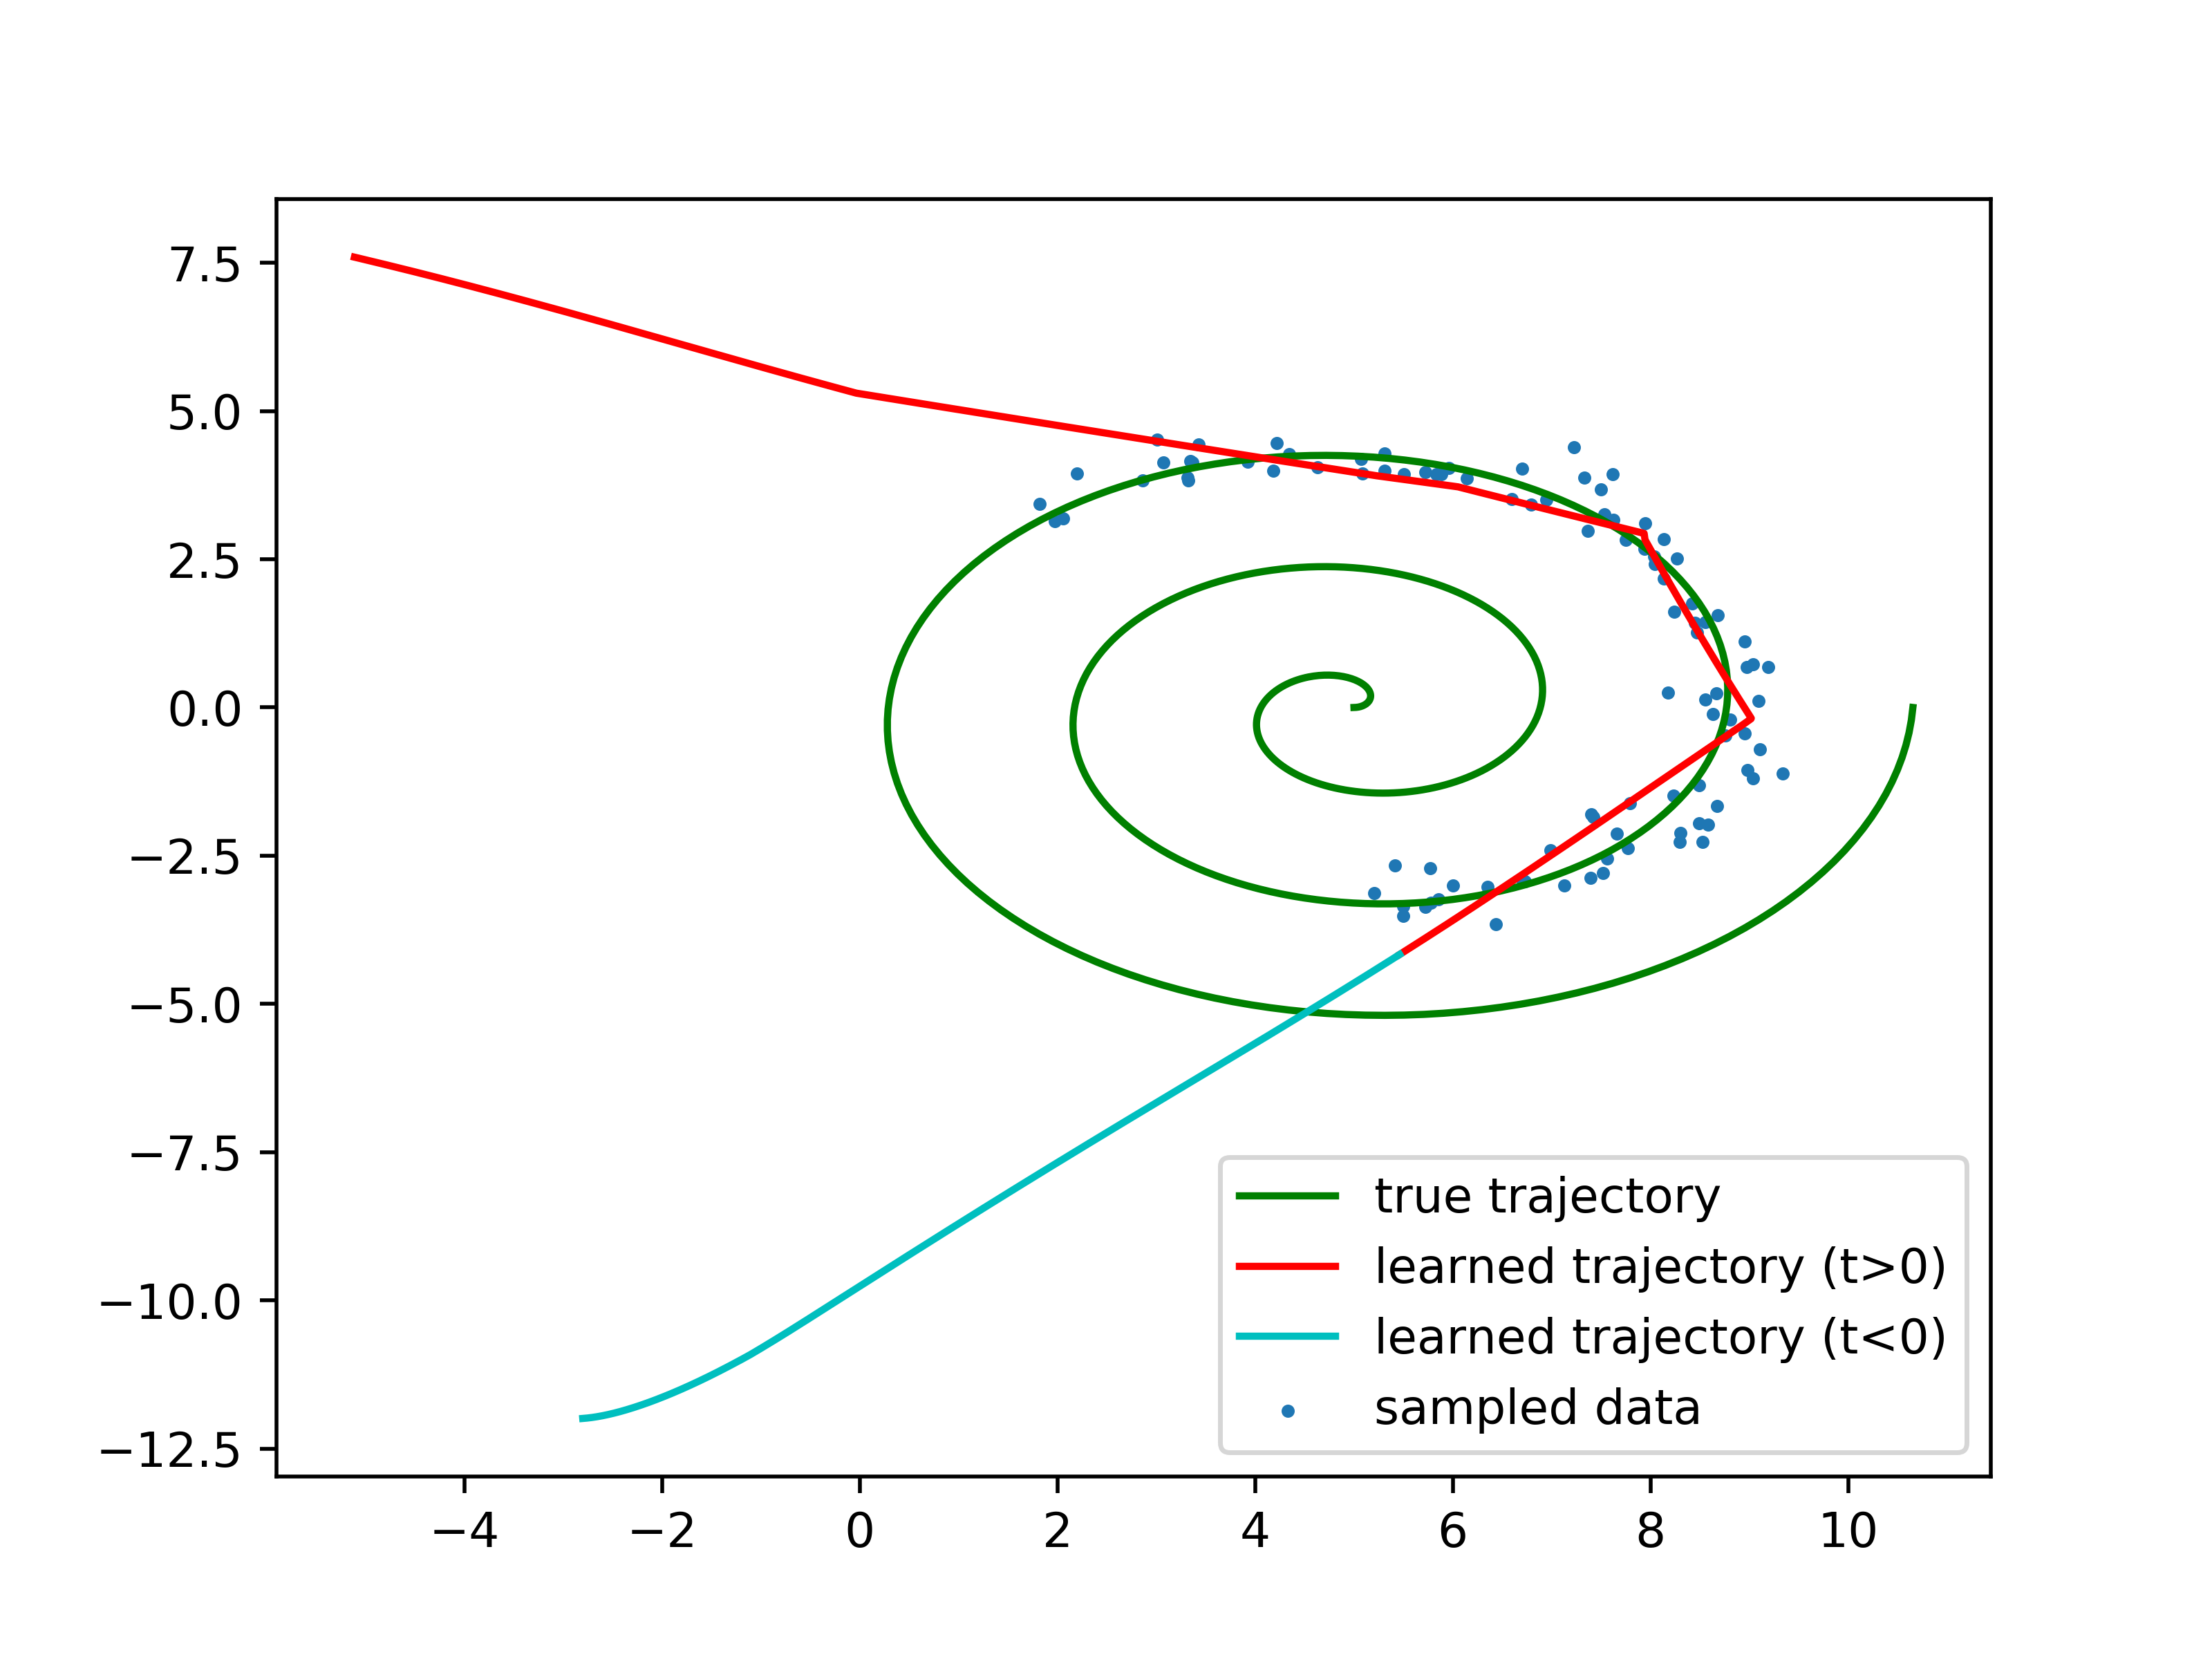 7.5
5.0
2.5
0.0
−2.5
−5.0
−7.5
−10.0
−12.5
−4 −2 0 2 4 6 8 10
true trajectory
learned trajectory (t>0)
learned trajectory (t<0)
sampled data